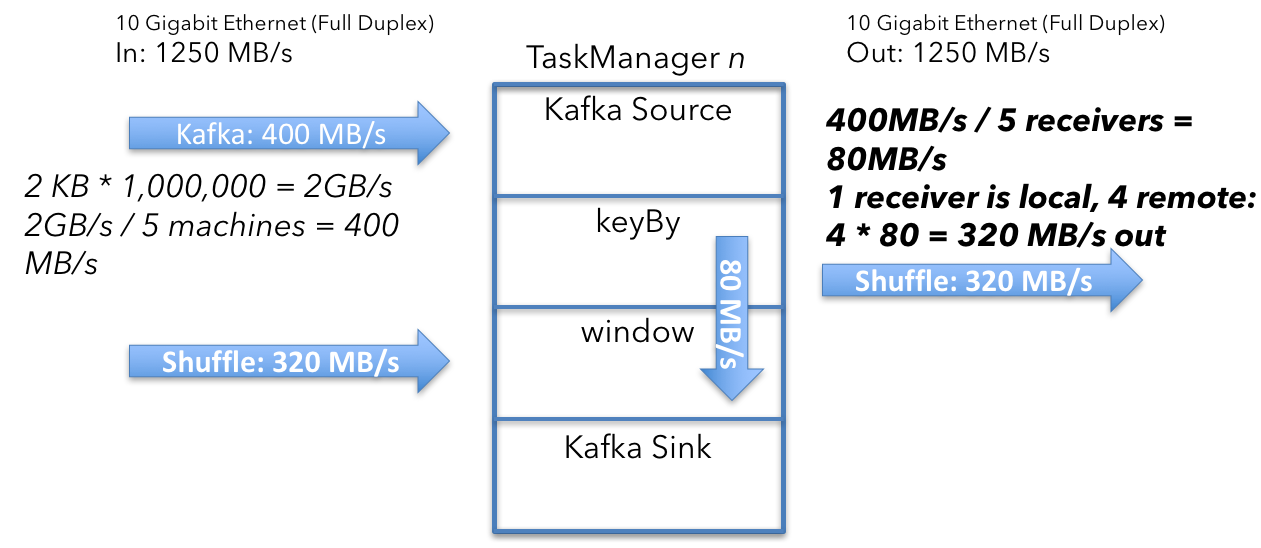 10 Gigabit Ethernet (Full Duplex)
In: 1250 MB/s
Kafka: 400 MB/s
2 KB * 1,000,000 = 2GB/s
2GB/s / 5 machines = 400
MB/s
Shuffle: 320 MB/s
TaskManager n
Kafka Source
keyBy
80 MB/s
window
Kafka Sink
10 Gigabit Ethernet (Full Duplex)
Out: 1250 MB/s
400MB/s / 5 receivers =
80MB/s
1 receiver is local, 4 remote:
4 * 80 = 320 MB/s out
Shuffle: 320 MB/s